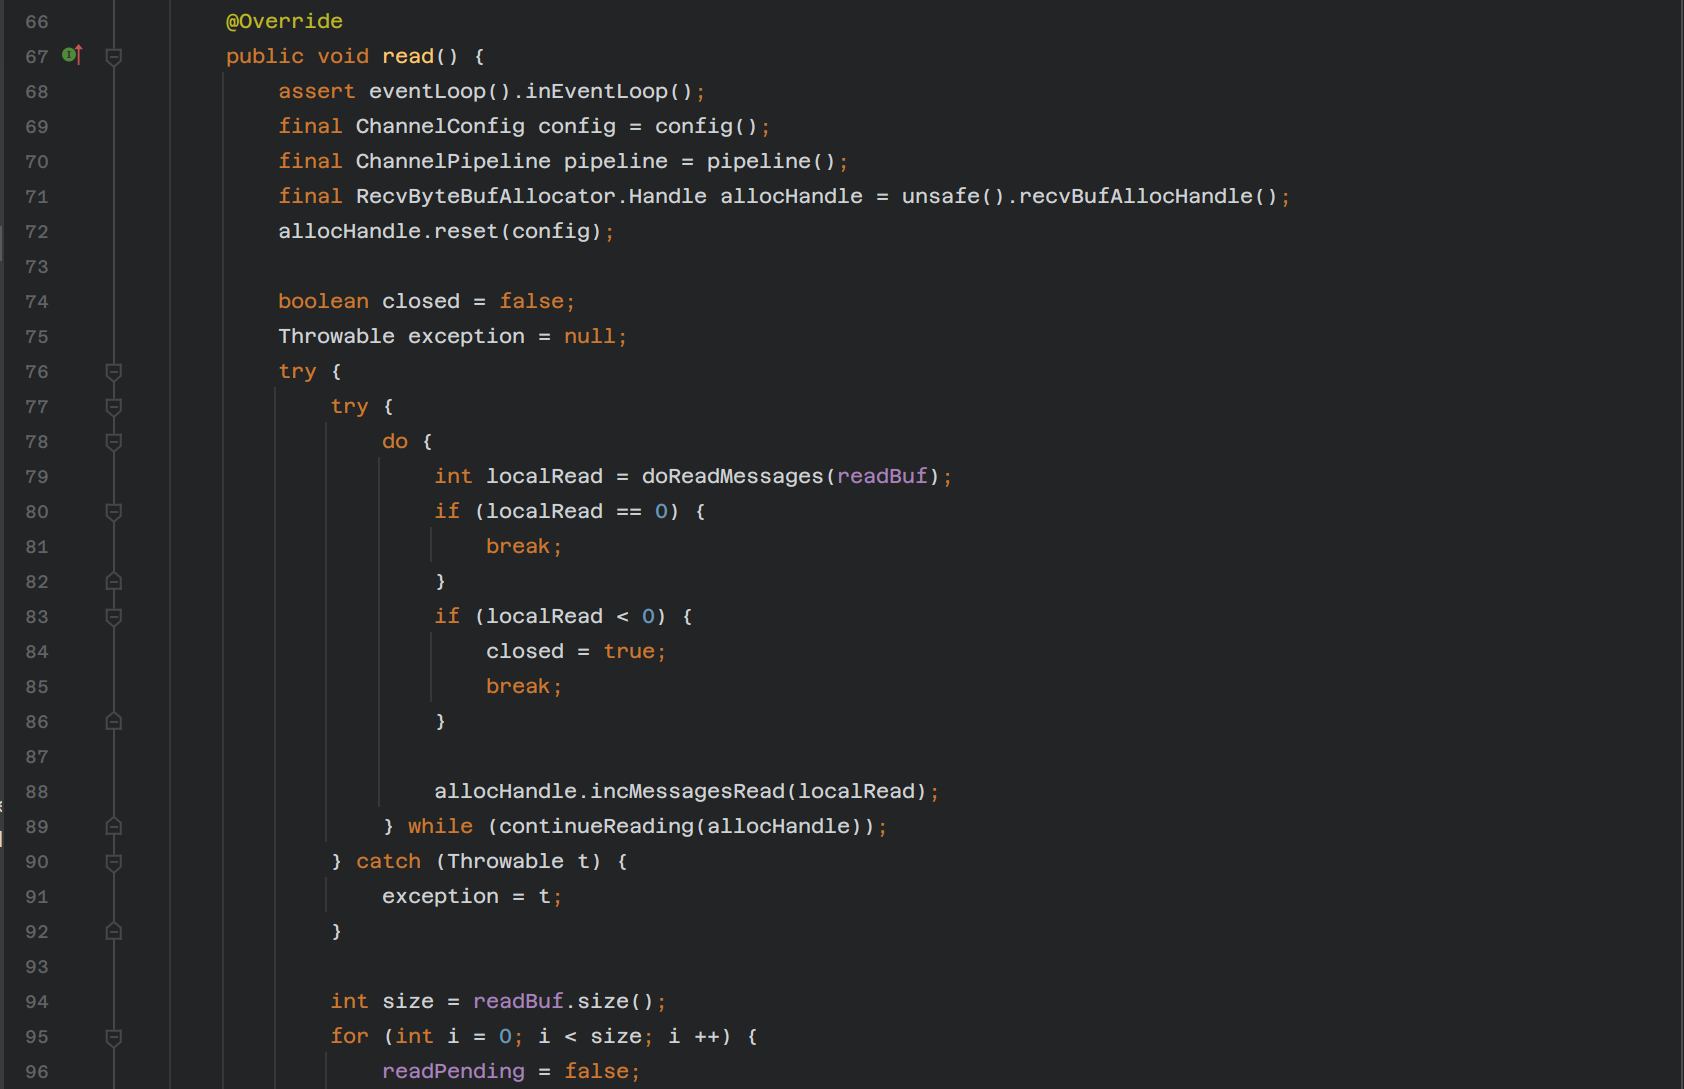 66 @Override
67 public void read() {
68 assert eventLoop().inEventLoop();
69 final ChannelConfig config = config();
70 final ChannelPipeline pipeline = pipeline();
71 final RecvByteBufAllocator.Handle allocHandle = unsafe().recvBufAllocHandle();
72 allocHandle.reset(config);
73
74 boolean closed = false;
75 Throwable exception = null;
76 try {
77 try {
78 do {
79 int localRead = doReadMessages(readBuf);
80 if (localRead == 0) {
81 break;
82 }
83 if (localRead < 0) {
84 closed = true;
85 break;
86 }
87
88 allocHandle.incMessagesRead(localRead);
89 } while (continueReading(allocHandle));
90 } catch (Throwable t) {
91 exception = t;
92 }
93
94 int size = readBuf.size();
95 for (int i = 0; i < size; i ++) {
96 readPending = false;